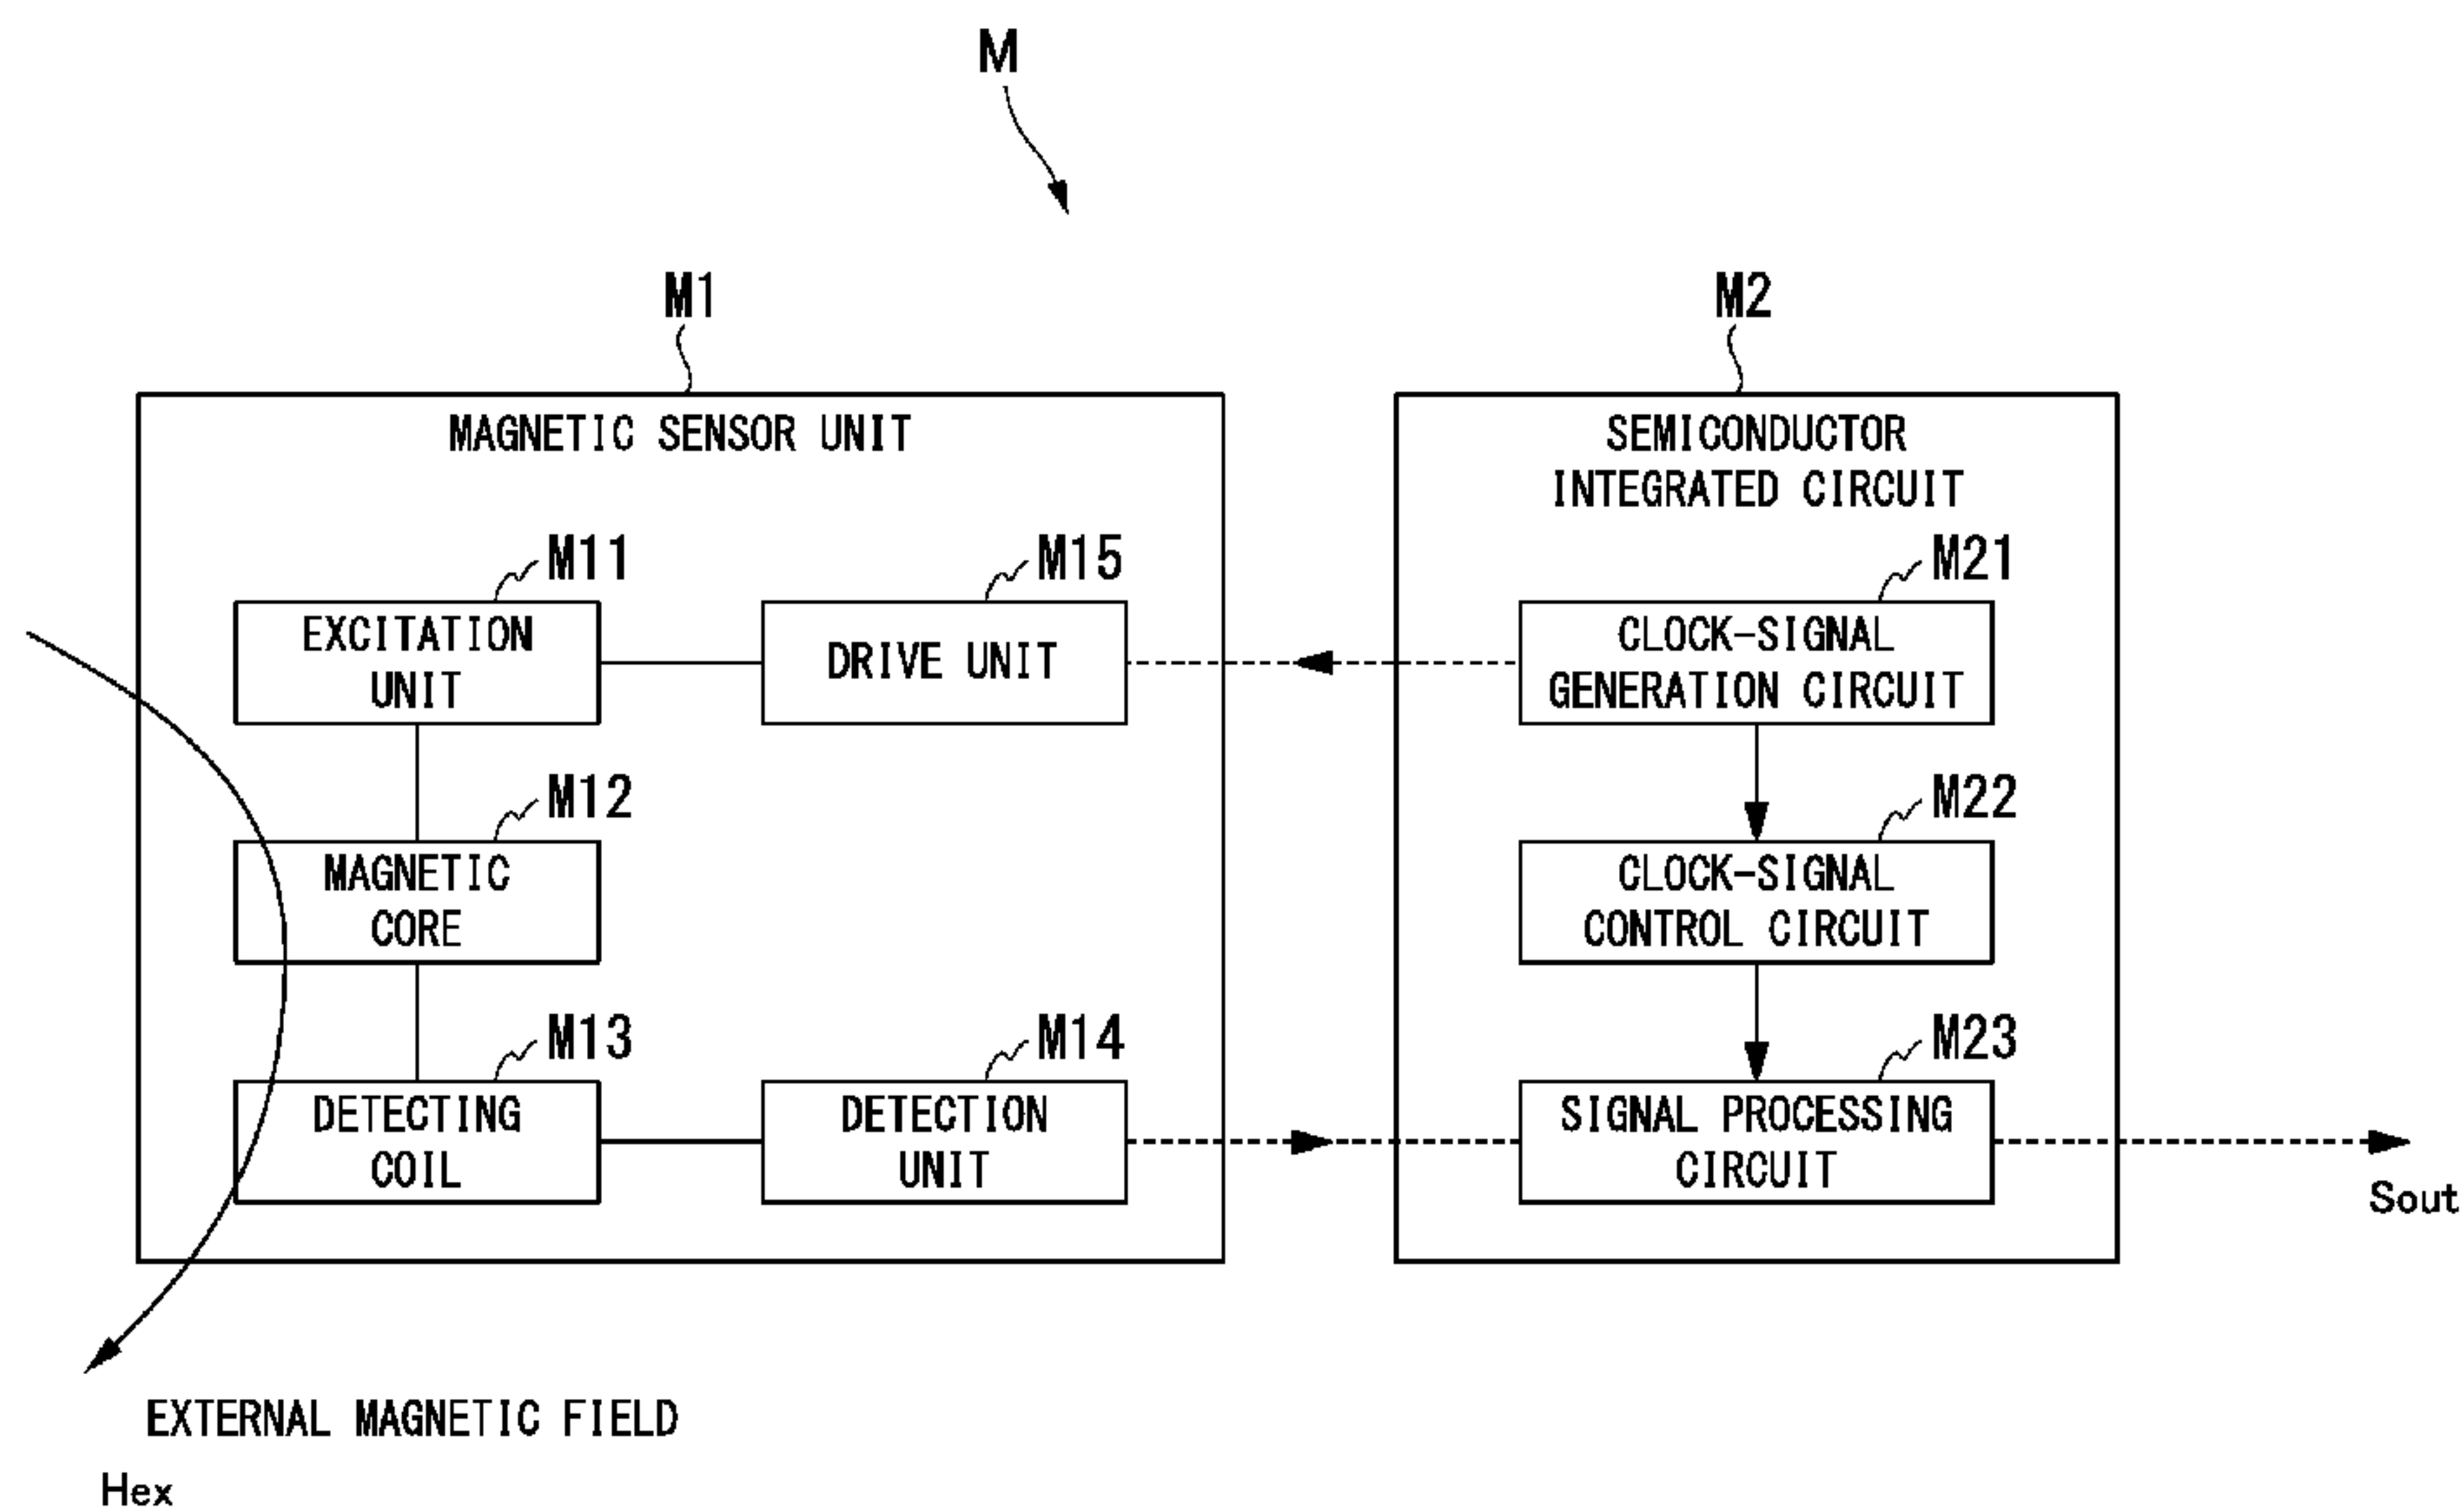 M
M1
MAGNETIC SENSOR UNIT
M11
EXCITATION
UNIT
M15
DRIVE UNIT
M12
MAGNETIC
CORE
M13
DETECTING
COIL
M14
DETECTION
UNIT
M2
SEMICONDUCTOR
INTEGRATED CIRCUIT
M21
CLOCK-SIGNAL
GENERATION CIRCUIT
M22
CLOCK-SIGNAL
CONTROL CIRCUIT
M23
SIGNAL PROCESSING
CIRCUIT
Sout
EXTERNAL MAGNETIC FIELD
Hex